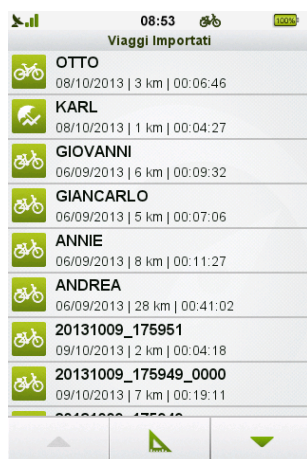 08:53
100%
Viaggi Importati
OTTO
08/10/2013 | 3 km | 00:06:46
KARL
08/10/2013 | 1 km | 00:04:27
GIOVANNI
06/09/2013 | 6 km | 00:09:32
GIANCARLO
06/09/2013 | 5 km | 00:07:06
ANNIE
06/09/2013 | 8 km | 00:11:27
ANDREA
06/09/2013 | 28 km | 00:41:02
20131009_175951
09/10/2013 | 2 km | 00:04:18
20131009_175949_0000
09/10/2013 | 7 km | 00:19:11